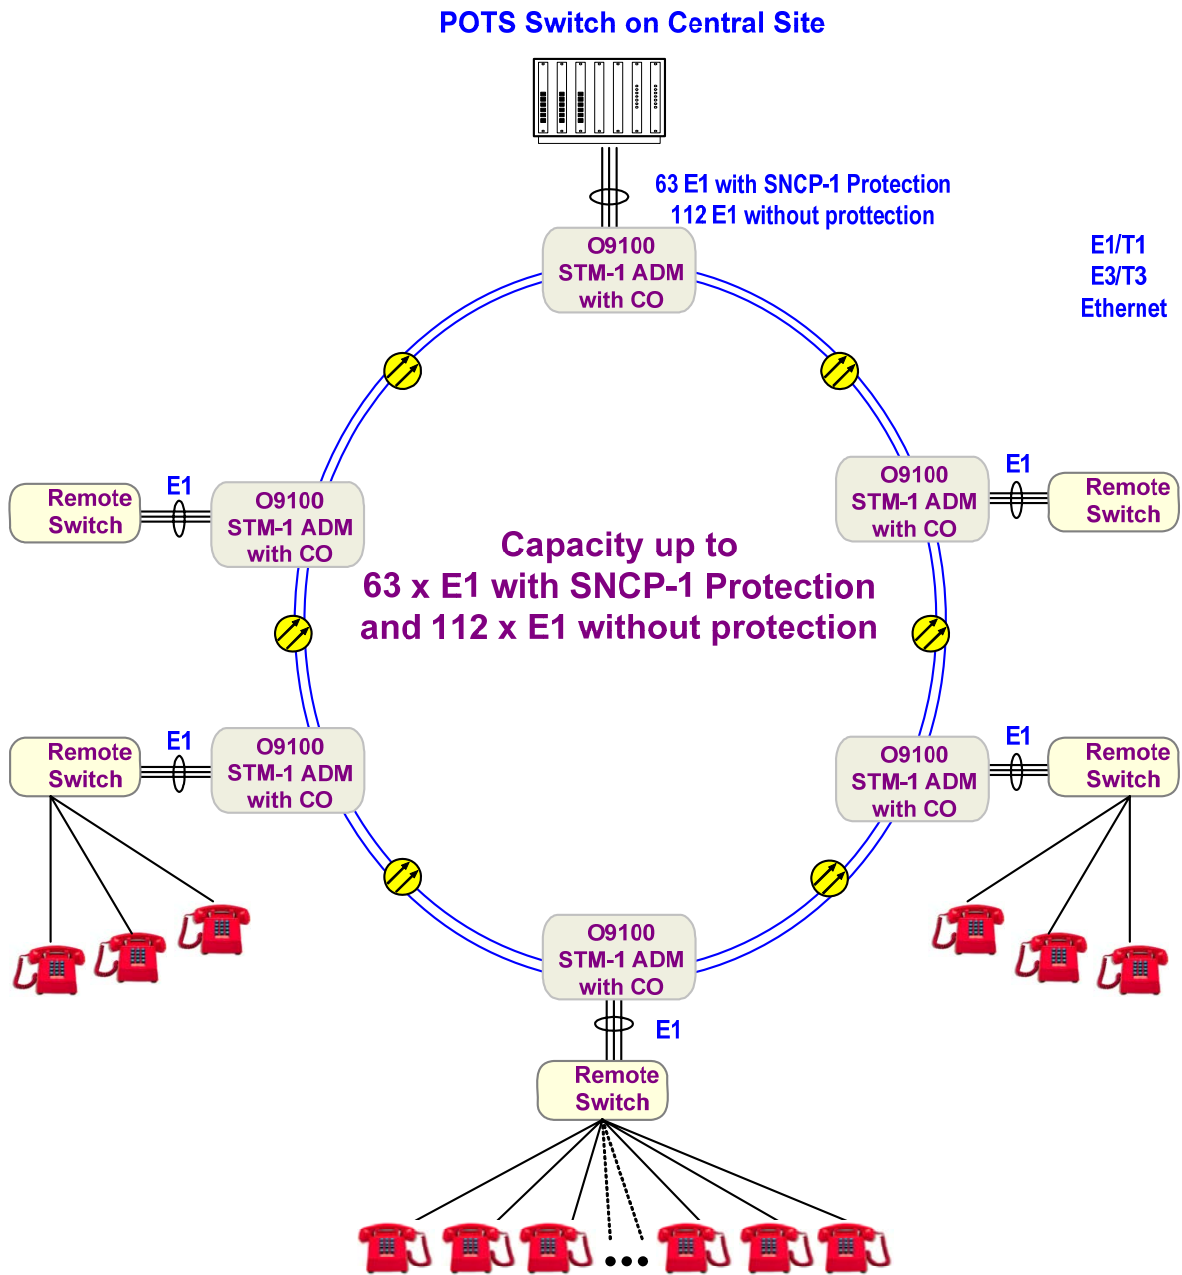 POTS Switch on Central Site
63 E1 with SNCP-1 Protection
112 E1 without prottection
E1/T1
E3/T3
Ethernet
O9100
STM-1 ADM
with CO
O9100
STM-1 ADM
with CO
E1
Remote
Switch
E1
Remote
Switch
O9100
STM-1 ADM
with CO
Capacity up to
63 x E1 with SNCP-1 Protection
and 112 x E1 without protection
Remote
Switch
E1
O9100
STM-1 ADM
with CO
O9100
STM-1 ADM
with CO
E1
Remote
Switch
O9100
STM-1 ADM
with CO
E1
Remote
Switch